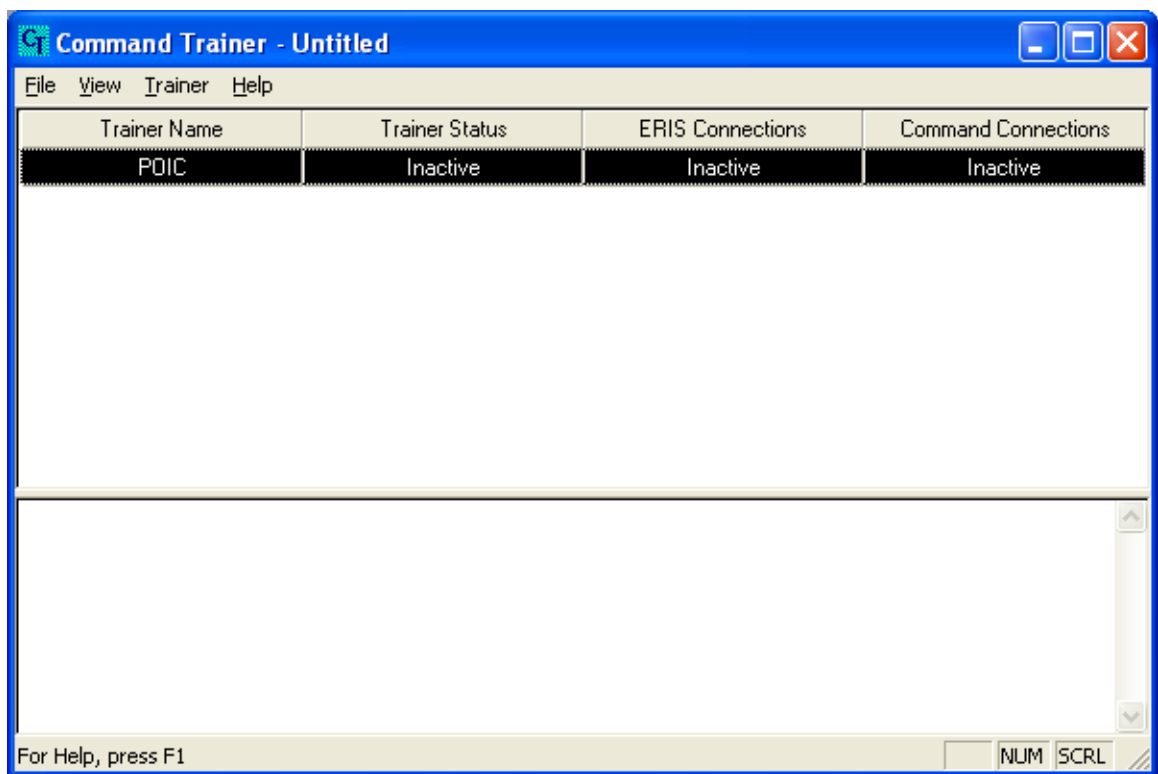 CT Command Trainer - Untitled
File View Trainer Help
Trainer Name Trainer Status ERIS Connections Command Connections
POIC Inactive Inactive Inactive
For Help, press F1 NUM SCRL